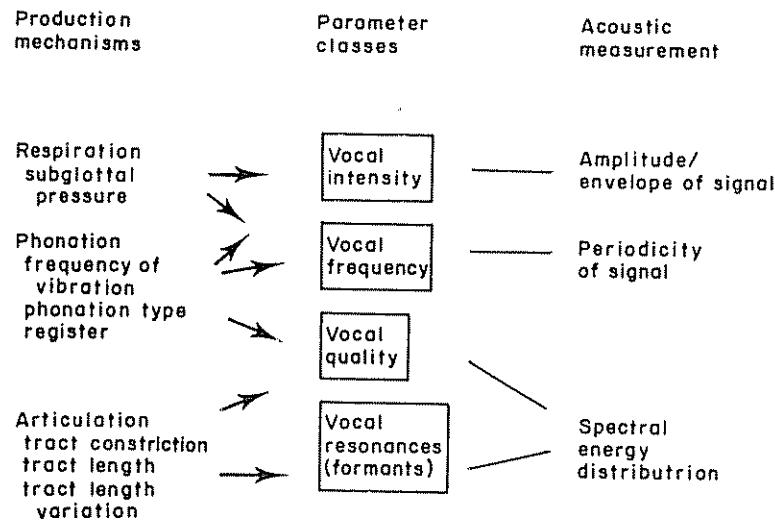 Production
mechanisms
Parameter
classes
Acoustic
measurement
Respiration
subglottal
pressure
Vocal
intensity
Amplitude/
envelope of signal
Phonation
frequency of
vibration
phonation type
register
Vocal
frequency
Periodicity
of signal
Vocal
quality
Articulation
tract constriction
tract length
tract length
variation
Vocal
resonances
(formants)
Spectral
energy
distributrion